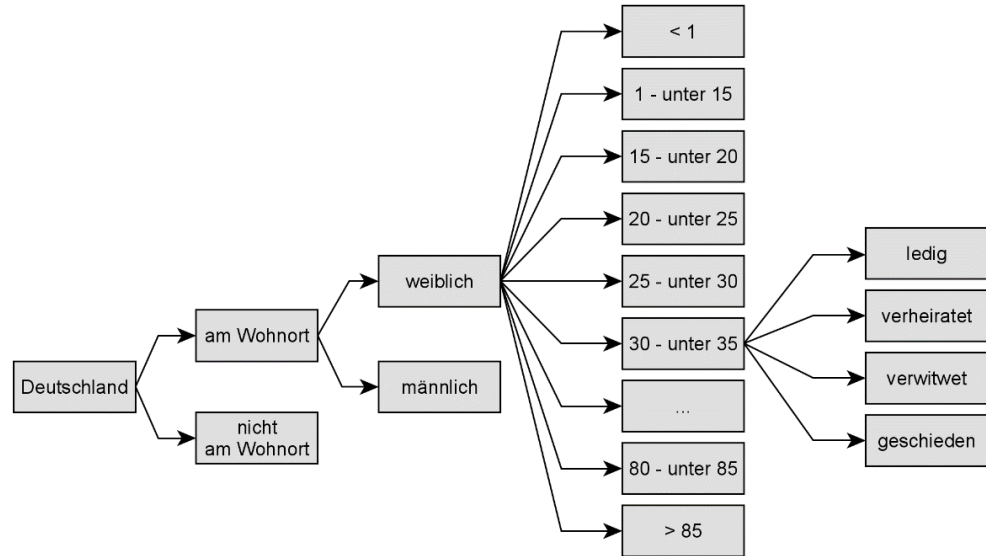 Deutschland
am Wohnort
nicht
am Wohnort
weiblich
männlich
< 1
1 - unter 15
15 - unter 20
20 - unter 25
25 - unter 30
30 - unter 35
...
80 - unter 85
> 85
ledig
verheiratet
verwitwet
geschieden